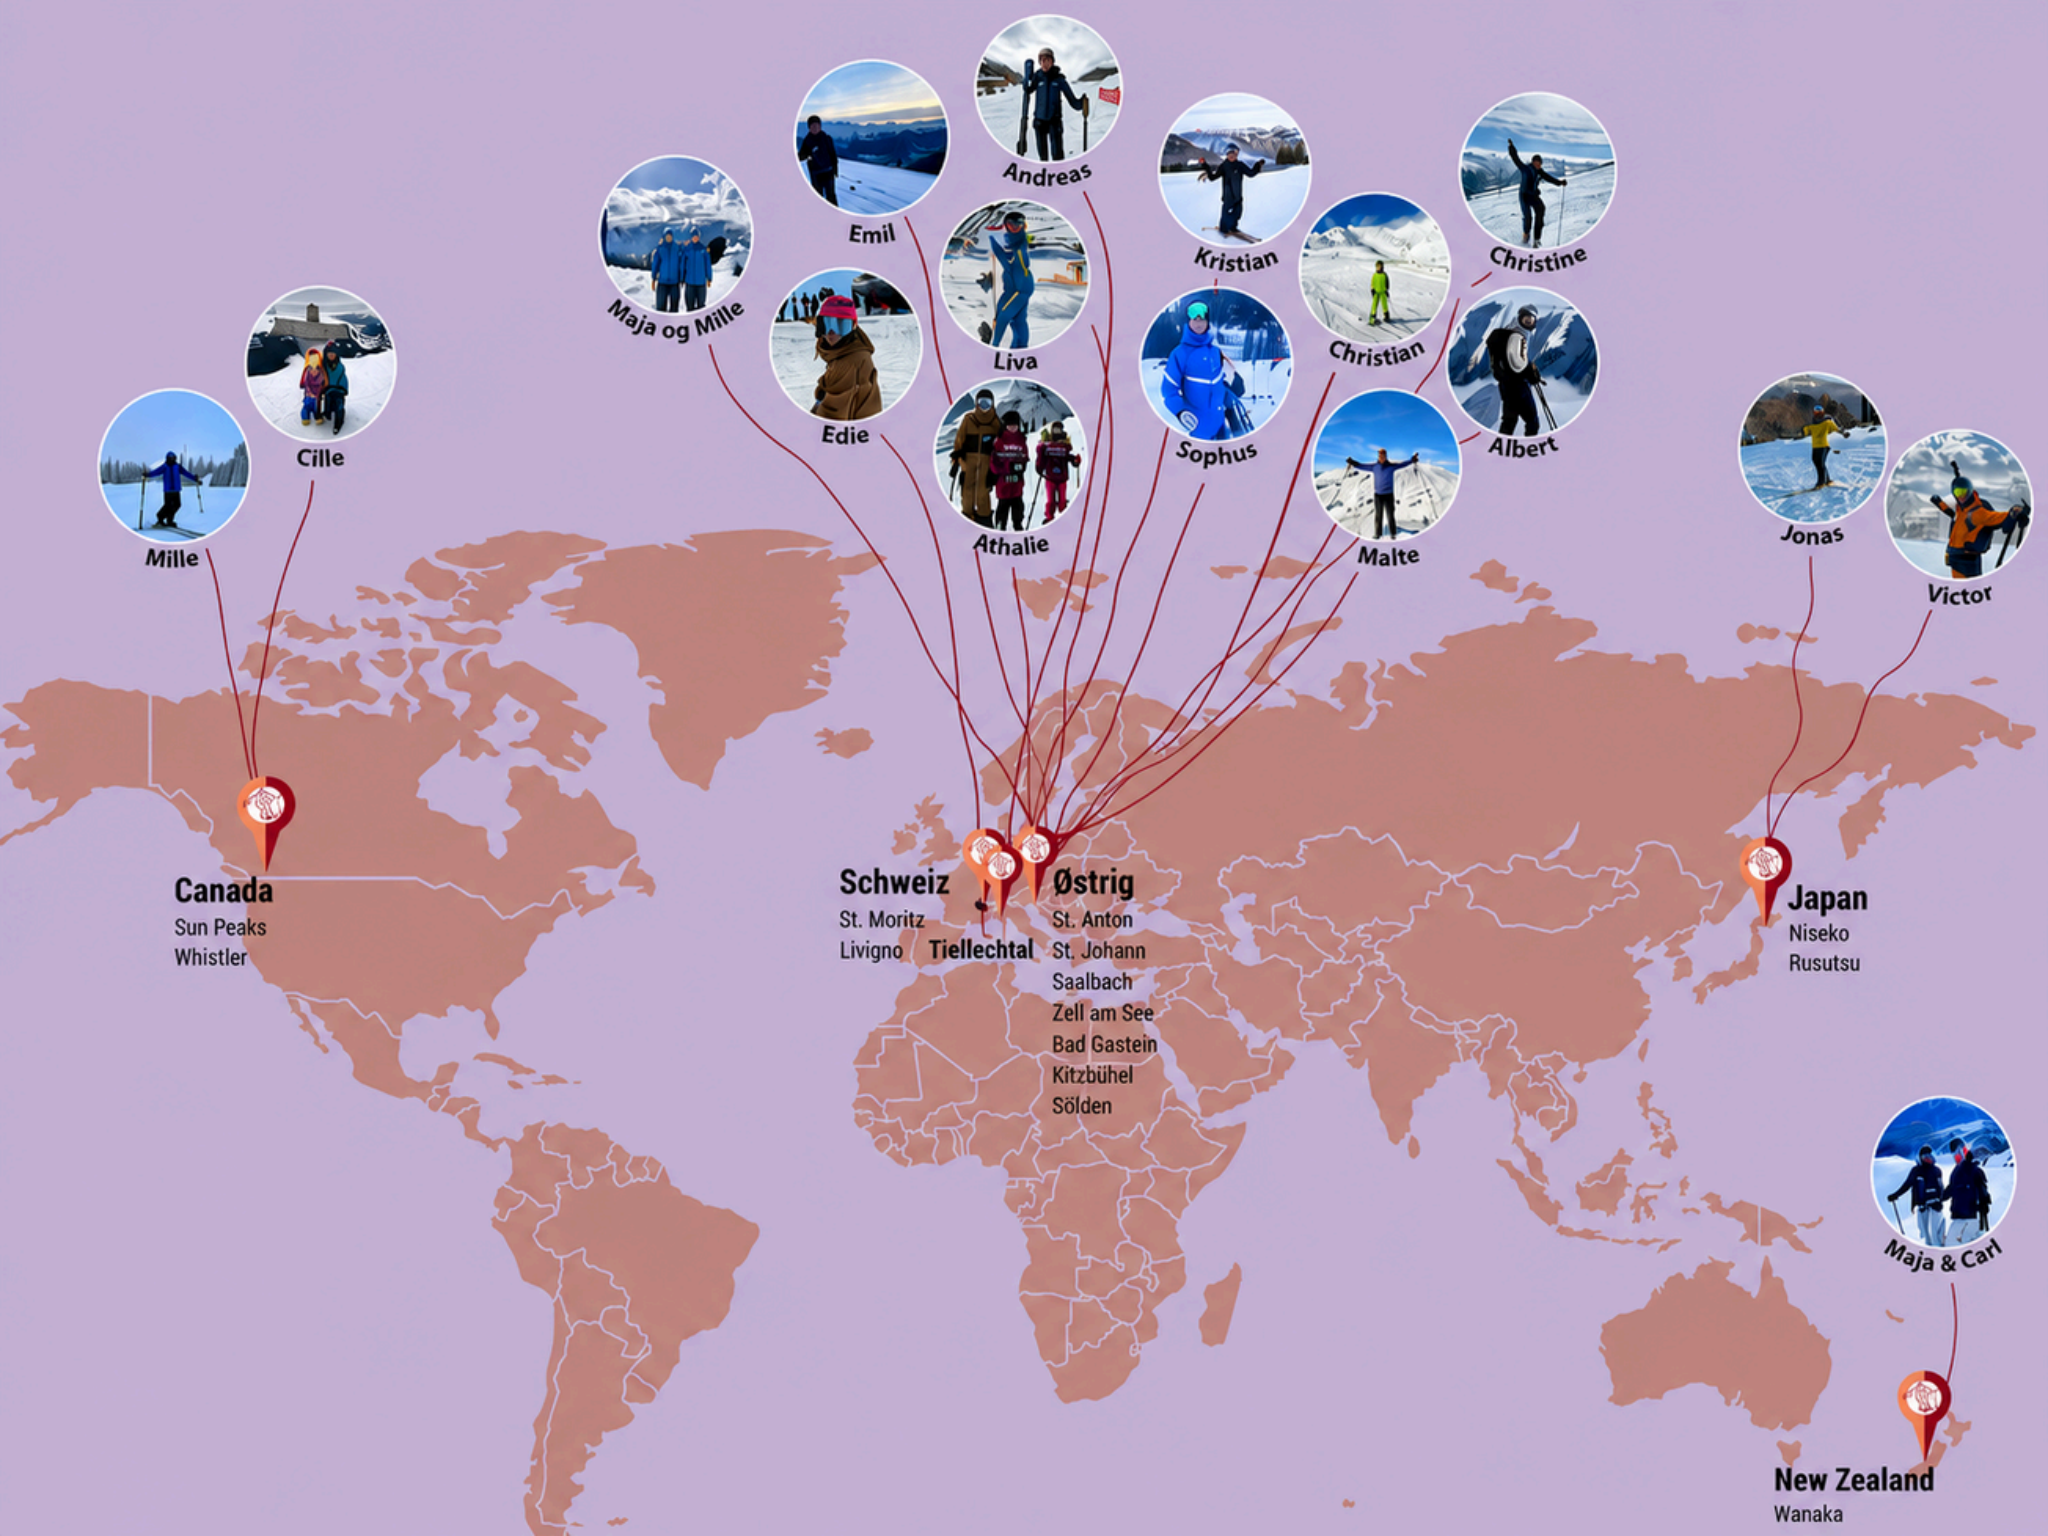 Andreas
Emil
Kristian
Christine
Maja og Mille
Liva
Christian
Edie
Sophus
Albert
Cille
Athalie
Malte
Mille
Jonas
Victor
Canada
Sun Peaks
Whistler
Schweiz
St. Moritz
Livigno
Tiellechtal
Østrig
St. Anton
St. Johann
Saalbach
Zell am See
Bad Gastein
Kitzbühel
Sölden
Japan
Niseko
Rusutsu
Maja & Carl
New Zealand
Wanaka